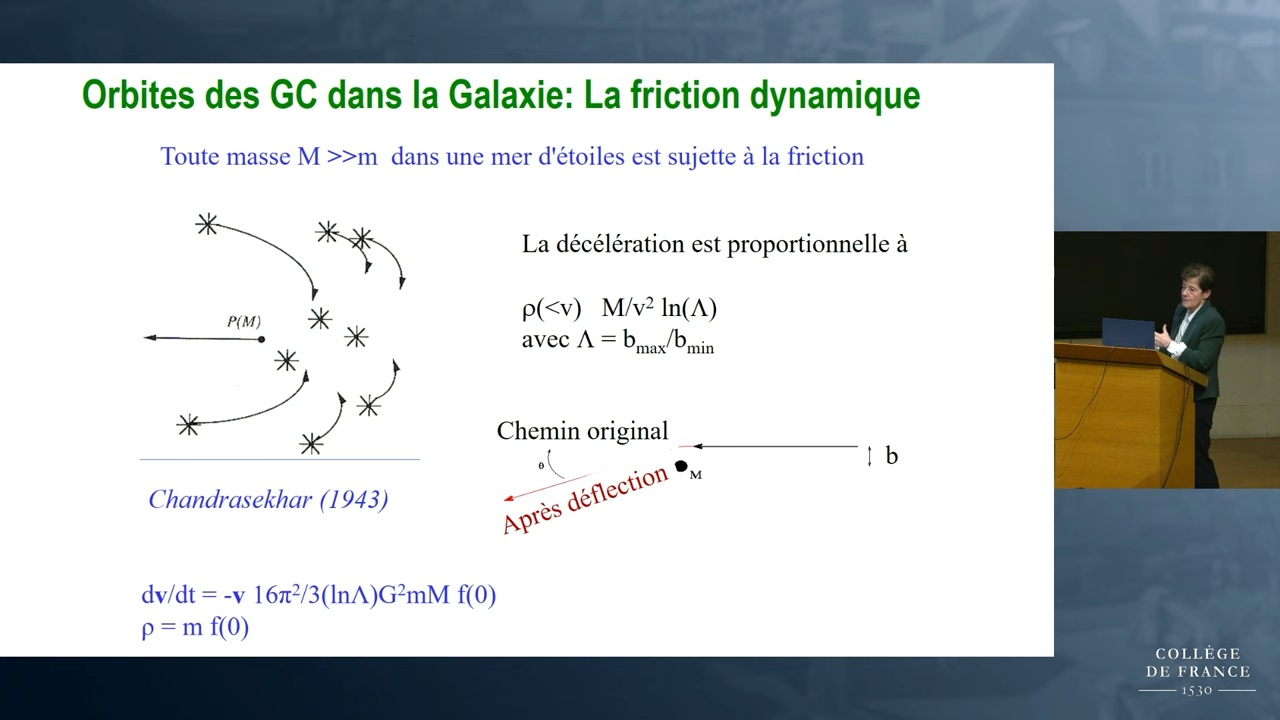 Orbites des GC dans la Galaxie: La friction dynamique
Toute masse M >>m dans une mer d'étoiles est sujette à la friction
P(M)
La décélération est proportionnelle à
ρ(<v) M/v² ln(Λ)
avec Λ = bmax/bmin
Chemin original
b
θ
M
Après déflection
Chandrasekhar (1943)
dv/dt = -v 16π²/3(lnΛ)G²mM f(0)
ρ = m f(0)
COLLÈGE
DE FRANCE
1530